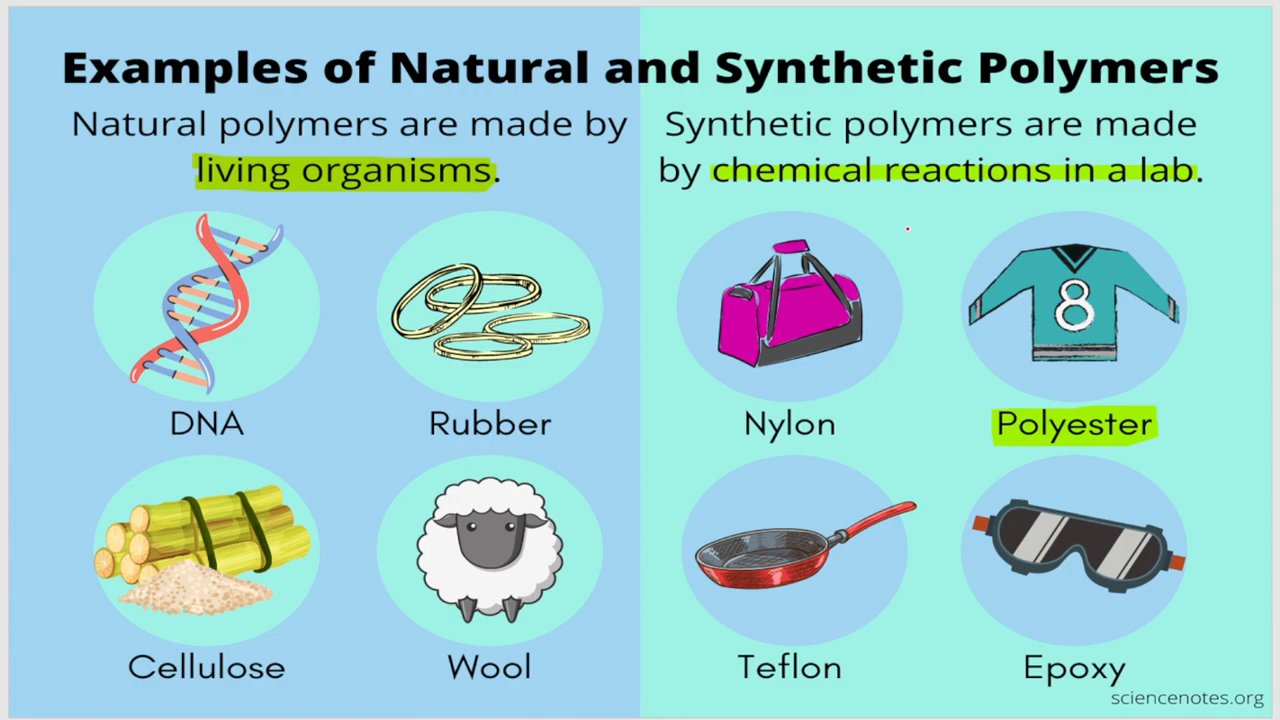 Examples of Natural and Synthetic Polymers
Natural polymers are made by
living organisms.
Synthetic polymers are made
by chemical reactions in a lab.
DNA
Rubber
Nylon
8
Polyester
Cellulose
Wool
Teflon
Epoxy
sciencenotes.org